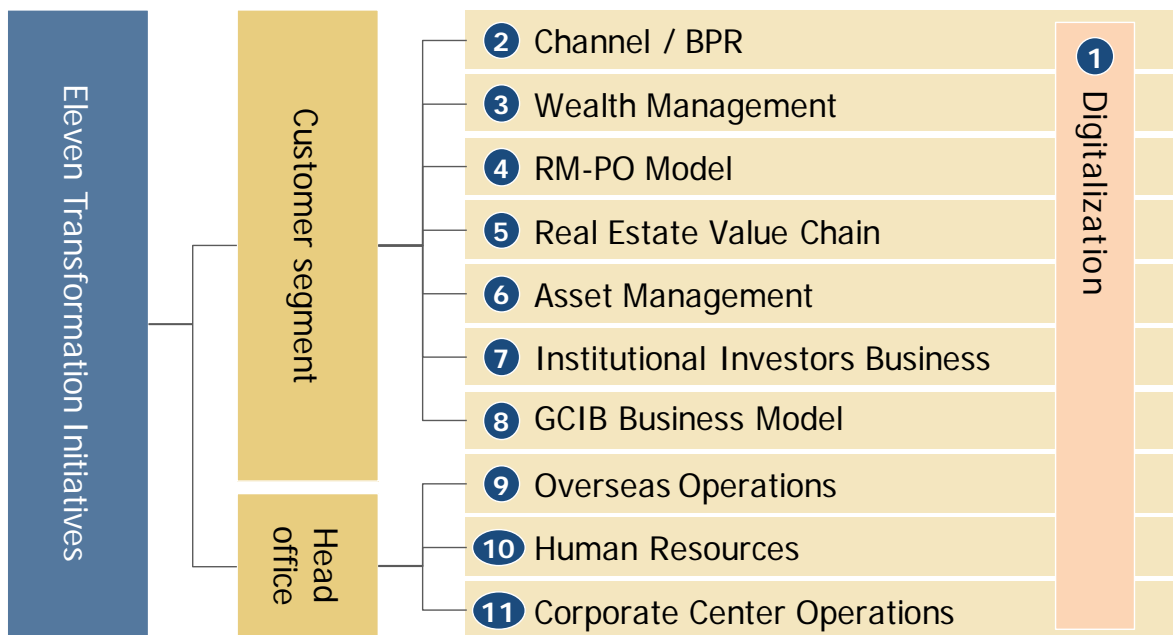 Eleven Transformation Initiatives
Customer segment
Head
office
2 Channel / BPR
3 Wealth Management
4 RM-PO Model
5 Real Estate Value Chain
6 Asset Management
7 Institutional Investors Business
8 GCIB Business Model
9 Overseas Operations
10 Human Resources
11 Corporate Center Operations
1 Digitalization